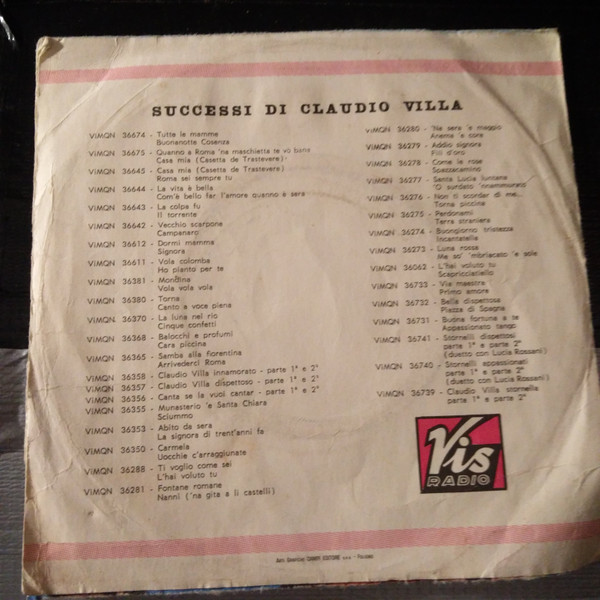 SUCCESSI DI CLAUDIO VILLA
ViMQN 36674 - Tutte le mamme
Buonanotte Cosenza
ViMQN 36675 - Quanno a Roma 'na maschietta te vò bene
Casa mia (Casetta de Trastevere)
ViMQN 36645 - Casa mia (Casetta de Trastevere)
Roma sei sempre tu
ViMQN 36644 - La vita è bella
Com'è bello far l'amore quanno è sera
ViMQN 36643 - La colpa fu
Il torrente
ViMQN 36642 - Vecchio scarpone
Campanaro
ViMQN 36612 - Dormi mamma
Signora
ViMQN 36611 - Vola colomba
Ho pianto per te
ViMQN 36381 - Mondina
Vola vola vola
ViMQN 36380 - Torna
Canto a voce piena
ViMQN 36370 - La luna nel rio
Cinque confetti
ViMQN 36368 - Balocchi e profumi
Cara piccina
ViMQN 36365 - Samba alla fiorentina
Arrivederci Roma
ViMQN 36358 - Claudio Villa innamorato - parte 1ª e 2ª
ViMQN 36357 - Claudio Villa dispettoso - parte 1ª e 2ª
ViMQN 36356 - Canta se la vuoi cantar - parte 1ª e 2ª
ViMQN 36355 - Munasterio 'e Santa Chiara
Sciummo
ViMQN 36353 - Abito da sera
La signora di trent'anni fa
ViMQN 36350 - Carmela
Uocchie c'arraggiunate
ViMQN 36288 - Ti voglio come sei
L'hai voluto tu
ViMQN 36281 - Fontane romane
Nannì ('na gita a li castelli)
ViMQN 36280 - 'Na sera 'e maggio
Anema 'e core
ViMQN 36279 - Addio signora
Fili d'oro
ViMQN 36278 - Come le rose
Spazzacamino
ViMQN 36277 - Santa Lucia luntana
'O surdato 'nnammurato
ViMQN 36276 - Non ti scordar di me...
Torna piccina
ViMQN 36275 - Perdonami
Terra straniera
ViMQN 36274 - Buongiorno tristezza
Incantatella
ViMQN 36273 - Luna rossa
Me so' 'mbriacato 'e sole
ViMQN 36062 - L'hai voluto tu
Scapricciatiello
ViMQN 36733 - Via maestra
Primo amore
ViMQN 36732 - Bella dispettosa
Piazza di Spagna
ViMQN 36731 - Buona fortuna a te
Appassionato tango
ViMQN 36741 - Stornelli dispettosi
parte 1ª e parte 2ª
(duetto con Lucia Rossani)
ViMQN 36740 - Stornelli appassionati
parte 1ª e parte 2ª
(duetto con Lucia Rossani)
ViMQN 36739 - Claudio Villa stornella
parte 1ª e parte 2ª
Vis
RADIO